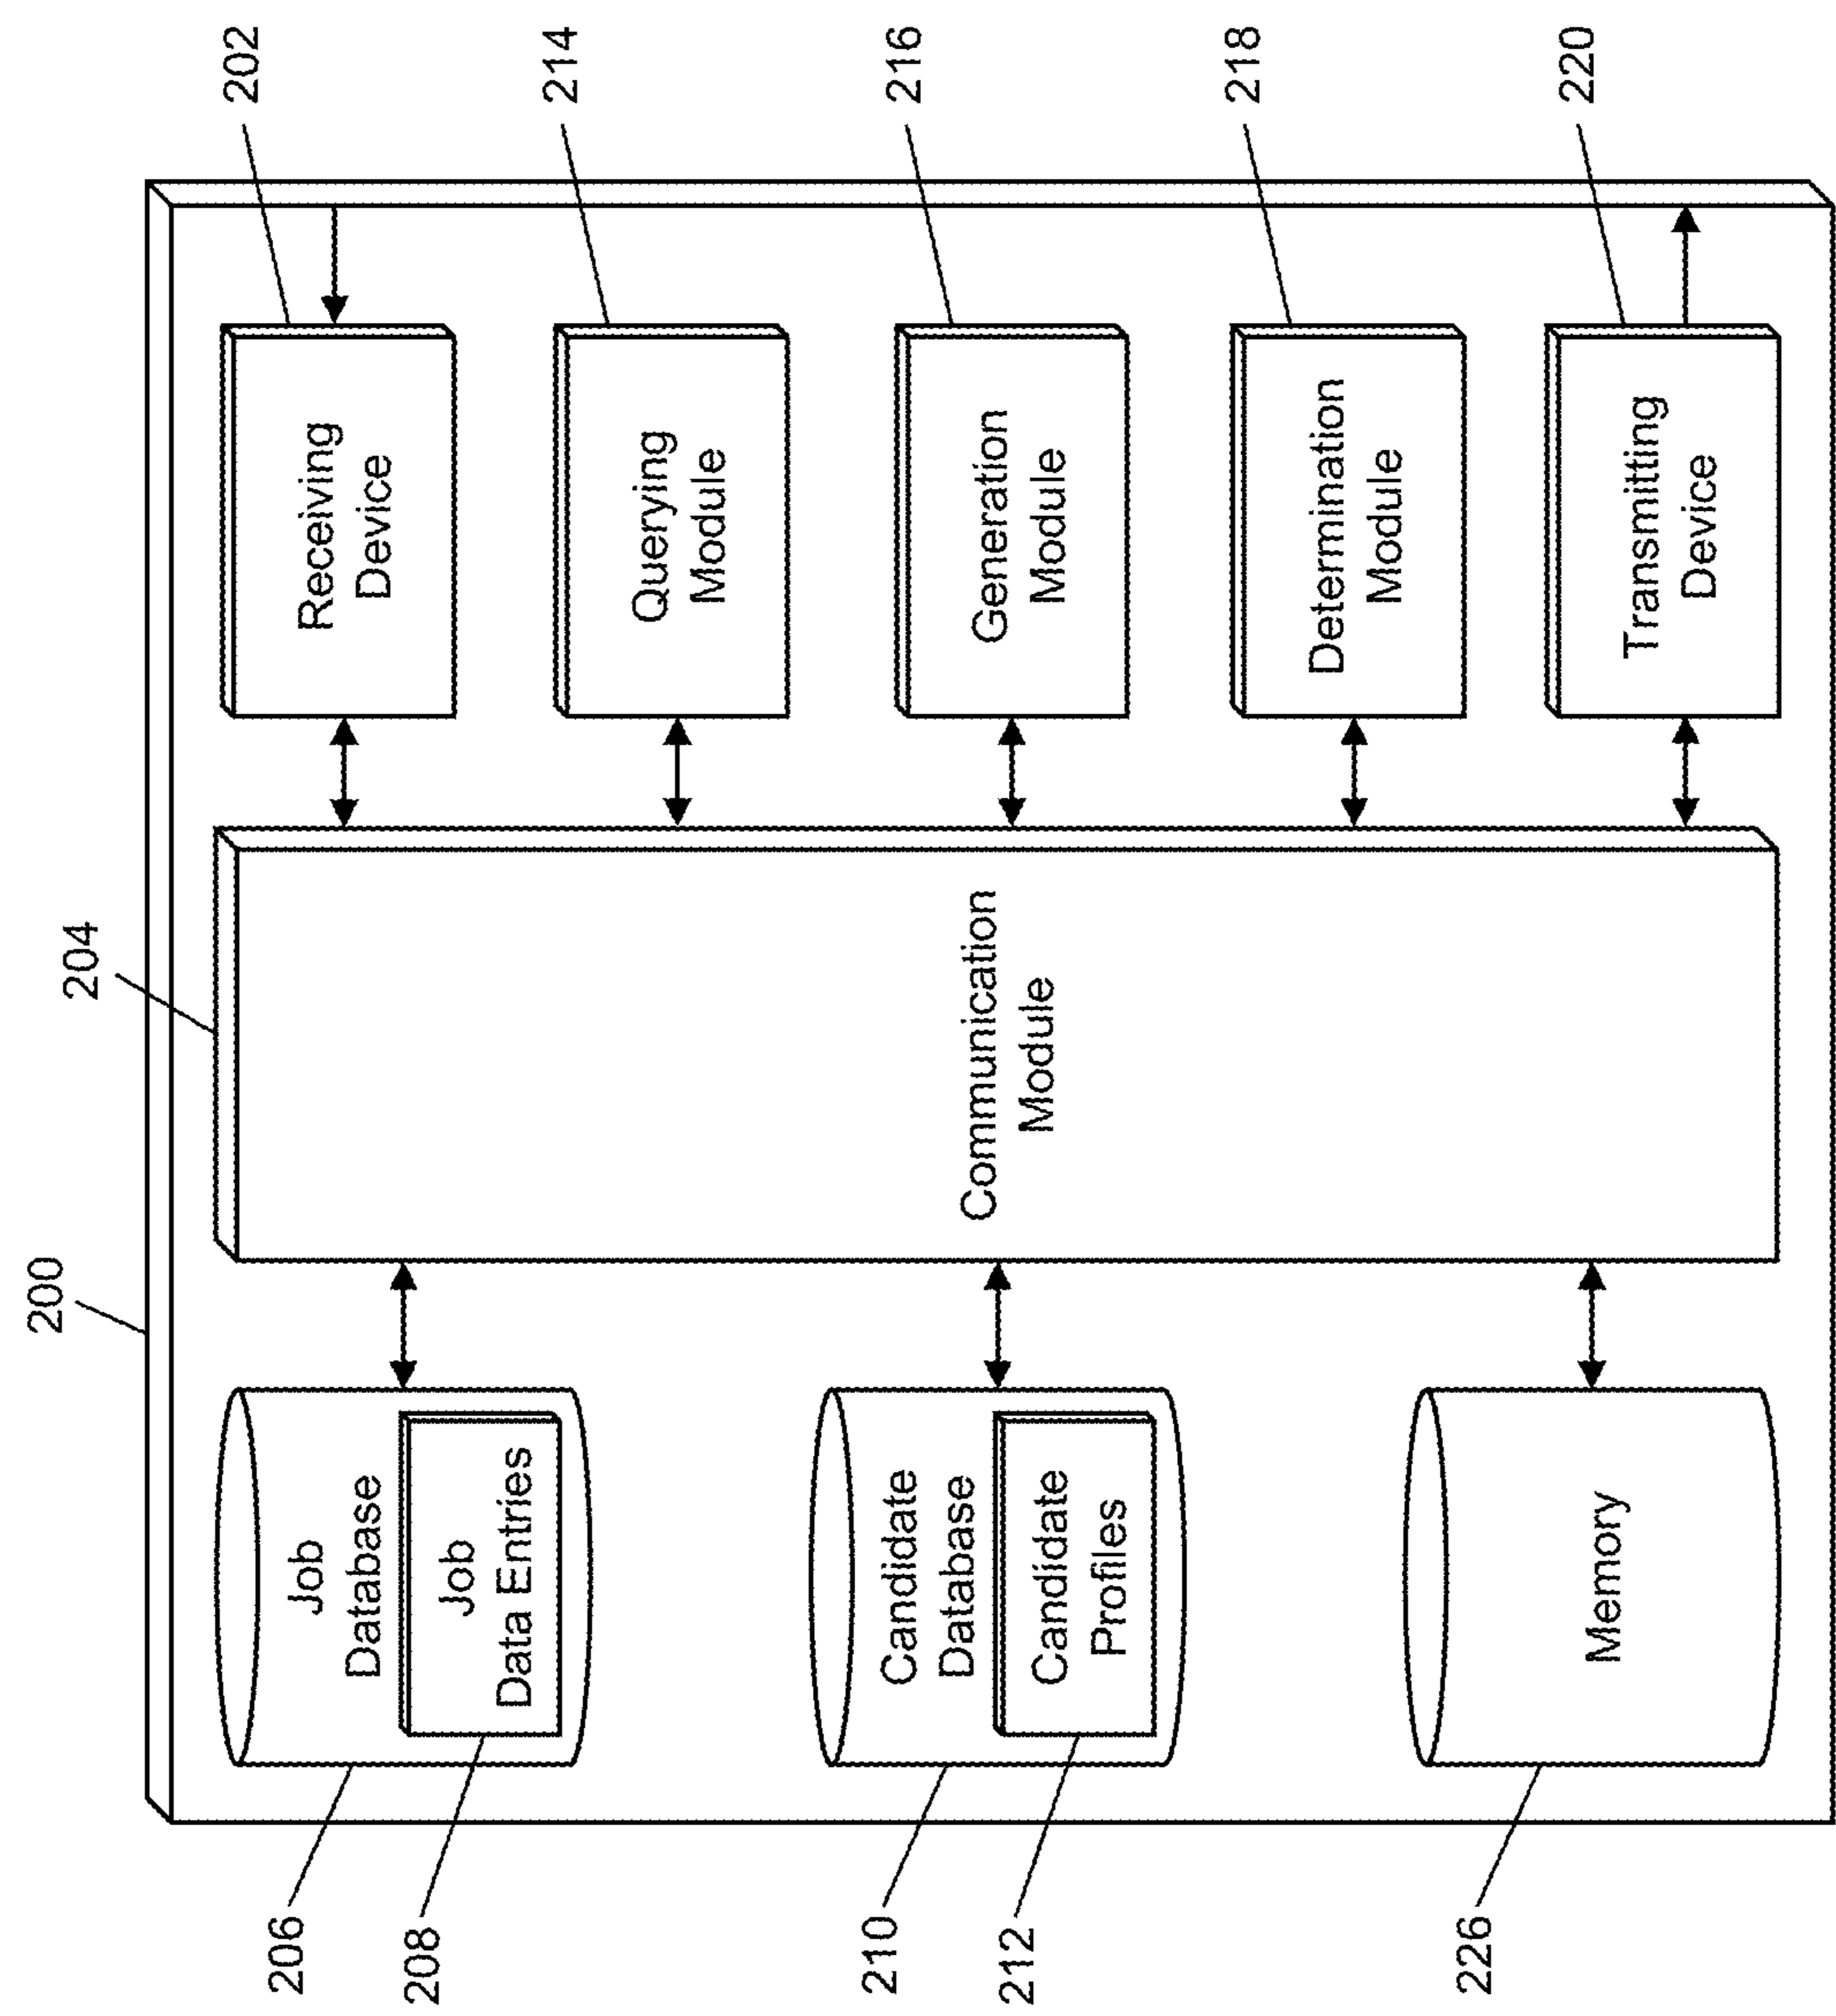 200
204
206
Job
Database
208
Job
Data Entries
210
Candidate
Database
212
Candidate
Profiles
226
Memory
Communication
Module
Receiving
Device
202
Querying
Module
214
Generation
Module
216
Determination
Module
218
Transmitting
Device
220